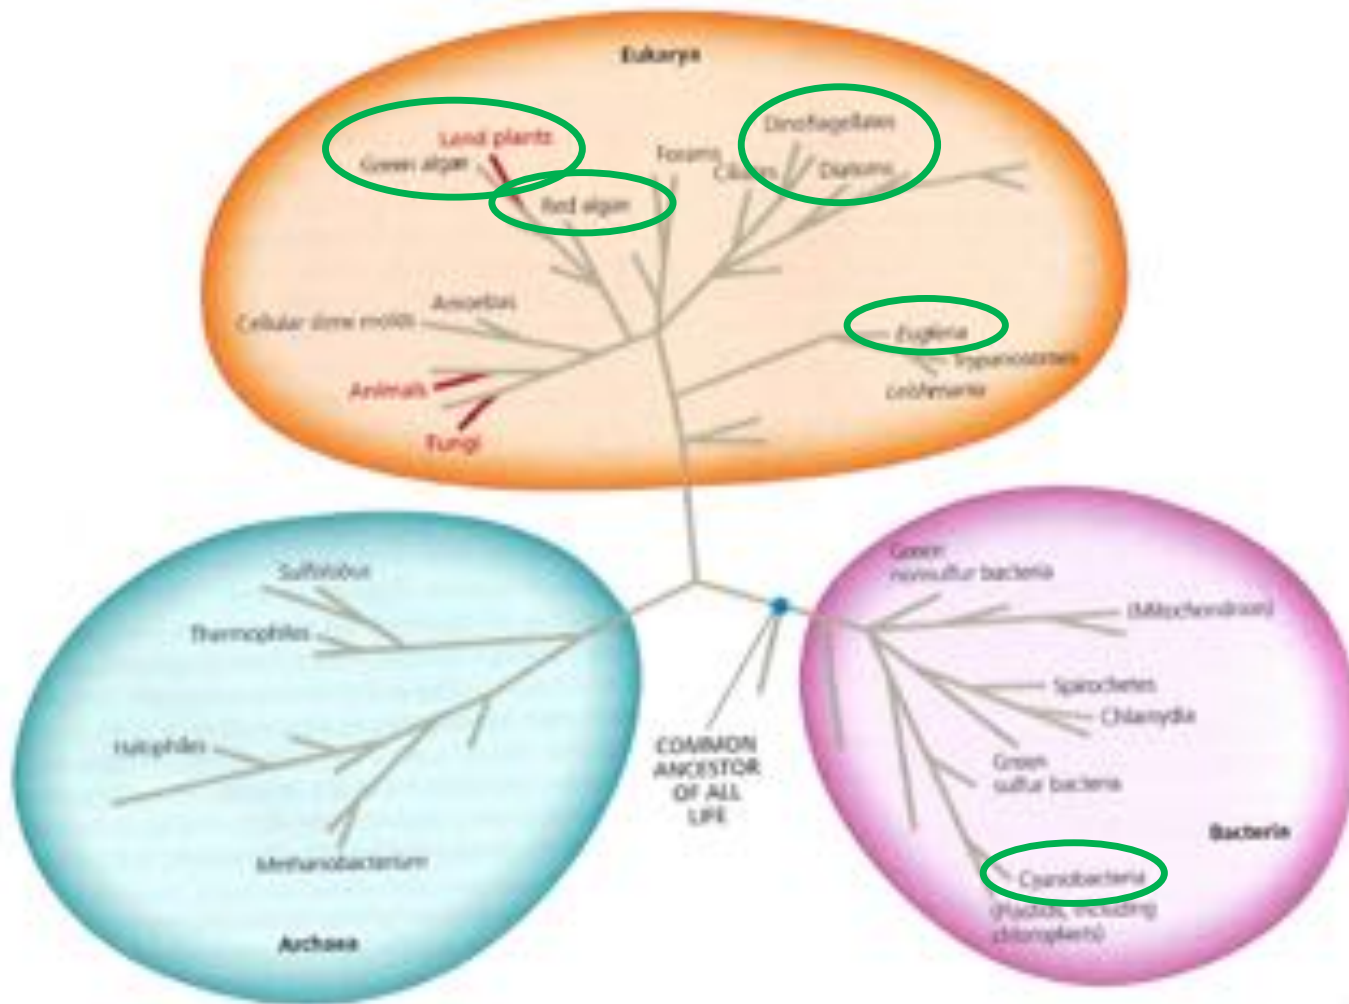 Eukarya
Land plants
Green algae
Red algae
Forams
Ciliates
Dinoflagellates
Diatoms
Amoebas
Cellular slime molds
Animals
Fungi
Euglena
Trypanosomes
Leishmania
Sulfolobus
Thermophiles
Halophiles
Methanobacterium
Archaea
COMMON
ANCESTOR
OF ALL
LIFE
Green
nonsulfur bacteria
(Mitochondrion)
Spirochetes
Chlamydia
Green
sulfur bacteria
Bacteria
Cyanobacteria
(Plastids, including
chloroplasts)